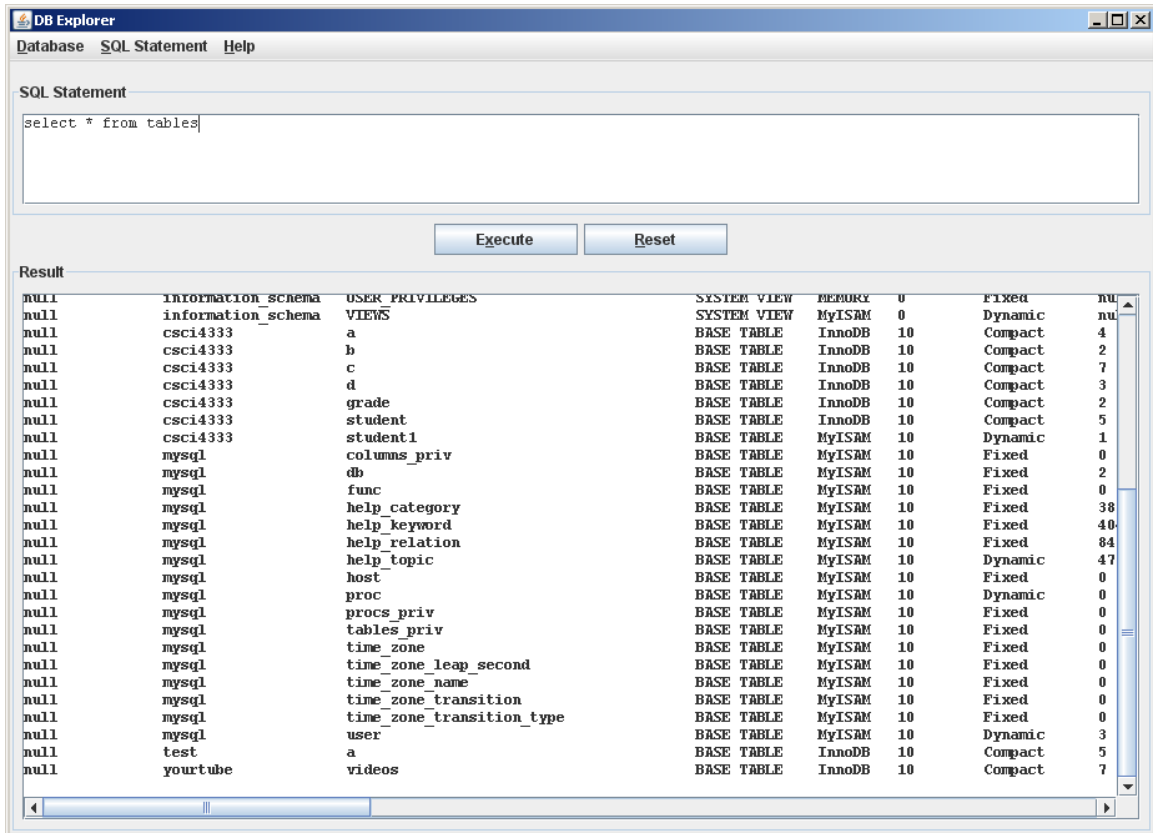 DB Explorer
Database SQL Statement Help
SQL Statement
select * from tables
Execute Reset
Result
null information_schema USER_PRIVILEGES SYSTEM VIEW MEMORY 0 Fixed nu
null information_schema VIEWS SYSTEM VIEW MyISAM 0 Dynamic nul
null csci4333 a BASE TABLE InnoDB 10 Compact 4
null csci4333 b BASE TABLE InnoDB 10 Compact 2
null csci4333 c BASE TABLE InnoDB 10 Compact 7
null csci4333 d BASE TABLE InnoDB 10 Compact 3
null csci4333 grade BASE TABLE InnoDB 10 Compact 2
null csci4333 student BASE TABLE InnoDB 10 Compact 5
null csci4333 student1 BASE TABLE MyISAM 10 Dynamic 1
null mysql columns_priv BASE TABLE MyISAM 10 Fixed 0
null mysql db BASE TABLE MyISAM 10 Fixed 2
null mysql func BASE TABLE MyISAM 10 Fixed 0
null mysql help_category BASE TABLE MyISAM 10 Fixed 38
null mysql help_keyword BASE TABLE MyISAM 10 Fixed 40
null mysql help_relation BASE TABLE MyISAM 10 Fixed 84
null mysql help_topic BASE TABLE MyISAM 10 Dynamic 47
null mysql host BASE TABLE MyISAM 10 Fixed 0
null mysql proc BASE TABLE MyISAM 10 Dynamic 0
null mysql procs_priv BASE TABLE MyISAM 10 Fixed 0
null mysql tables_priv BASE TABLE MyISAM 10 Fixed 0
null mysql time_zone BASE TABLE MyISAM 10 Fixed 0
null mysql time_zone_leap_second BASE TABLE MyISAM 10 Fixed 0
null mysql time_zone_name BASE TABLE MyISAM 10 Fixed 0
null mysql time_zone_transition BASE TABLE MyISAM 10 Fixed 0
null mysql time_zone_transition_type BASE TABLE MyISAM 10 Fixed 0
null mysql user BASE TABLE MyISAM 10 Dynamic 3
null test a BASE TABLE InnoDB 10 Compact 5
null yourtube videos BASE TABLE InnoDB 10 Compact 7